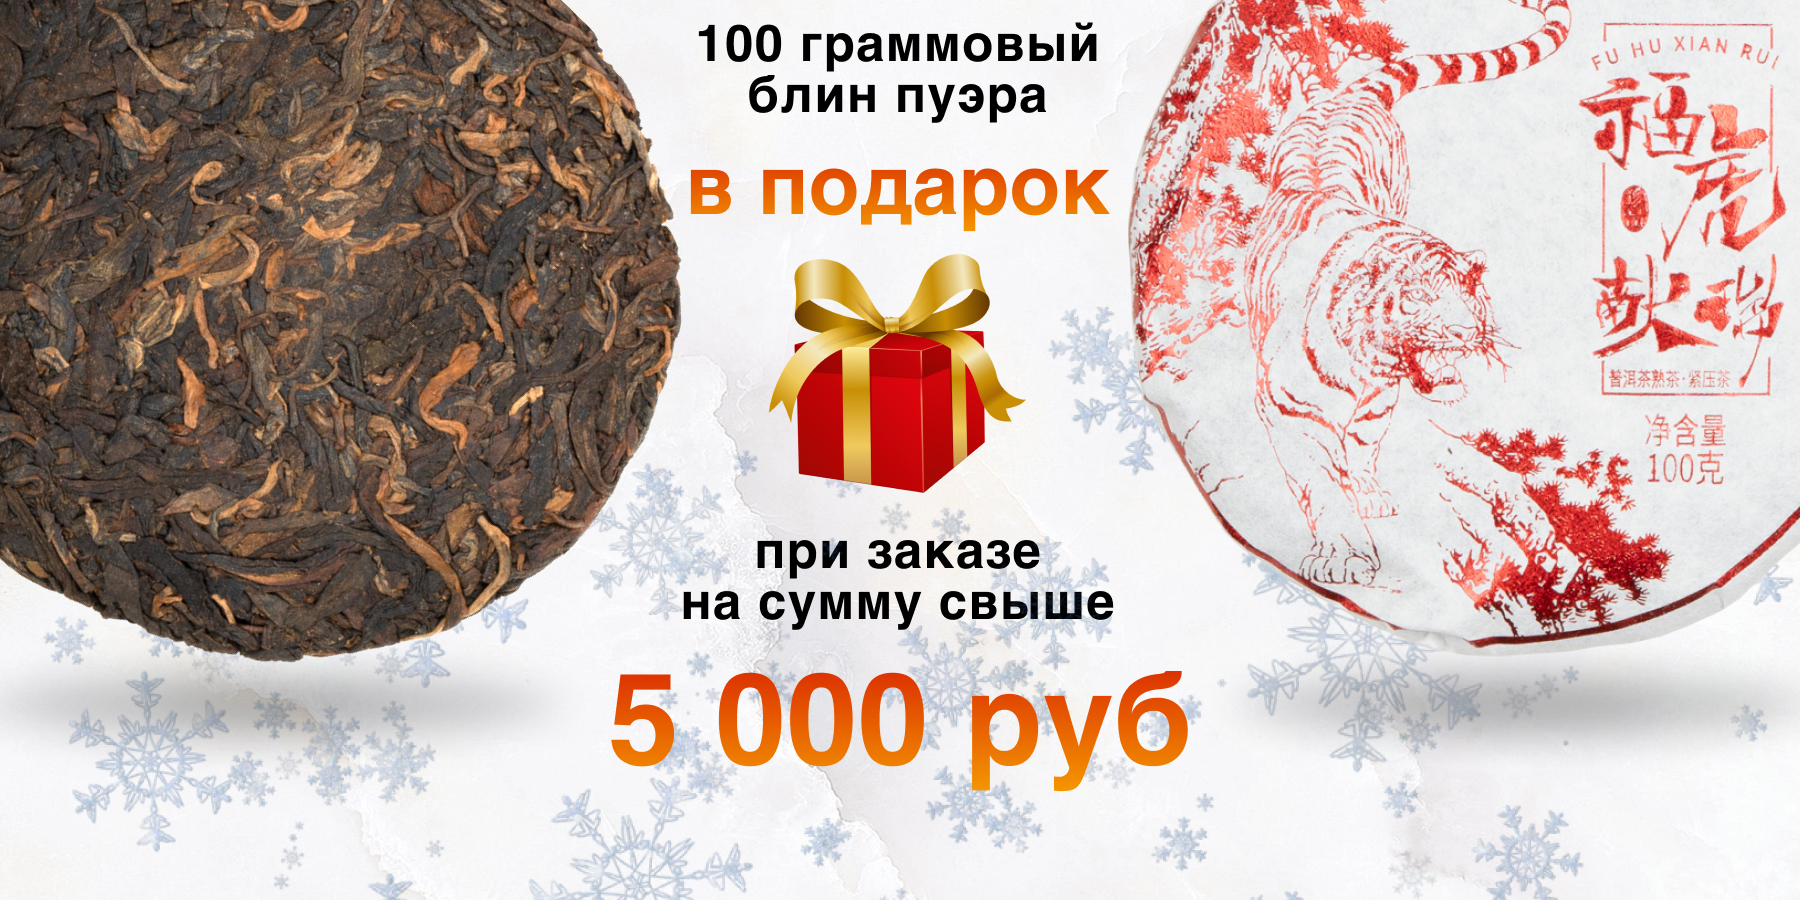 100 граммовый
блин пуэра
в подарок
при заказе
на сумму свыше
5 000 руб
FU HU XIAN RUI
福虎
献瑞
普洱茶熟茶·紧压茶
净含量
100克